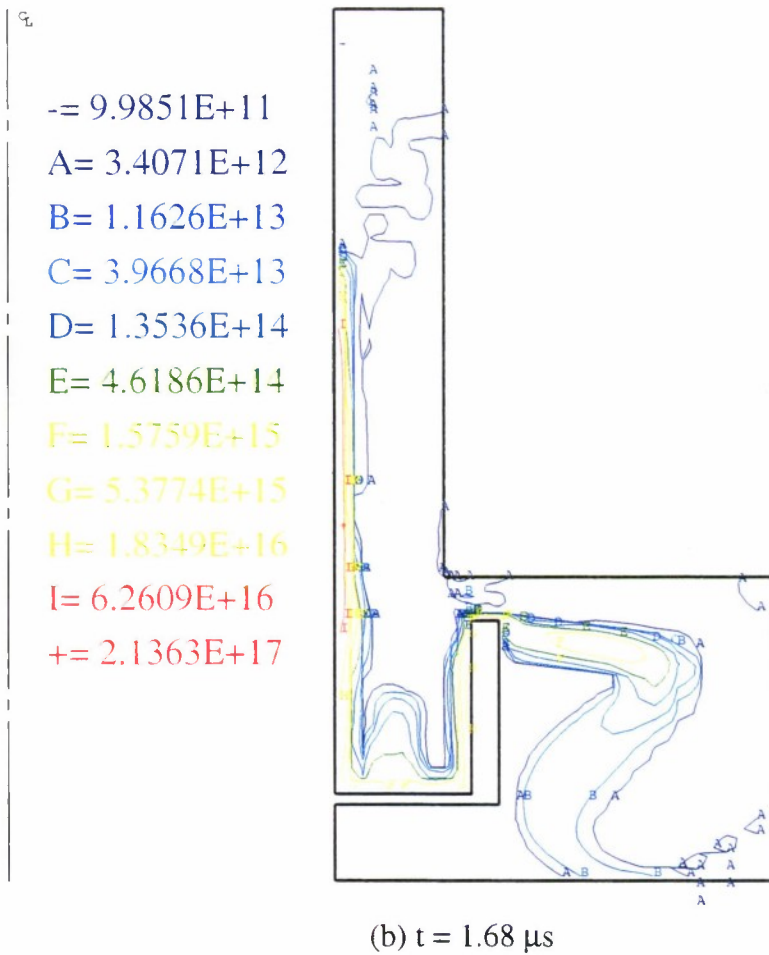 ℄
-= 9.9851E+11
A= 3.4071E+12
B= 1.1626E+13
C= 3.9668E+13
D= 1.3536E+14
E= 4.6186E+14
F= 1.5759E+15
G= 5.3774E+15
H= 1.8349E+16
I= 6.2609E+16
+= 2.1363E+17
(b) t = 1.68 μs